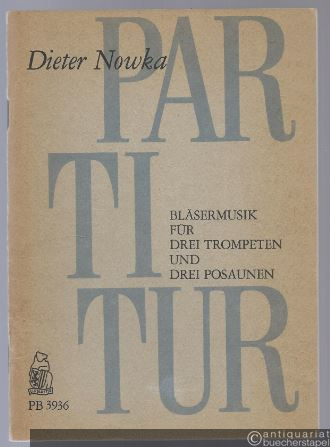 Dieter Nowka
PAR
TI
TUR
BLÄSERMUSIK
FÜR
DREI TROMPETEN
UND
DREI POSAUNEN
PB 3936
antiquariat
buecherstapel